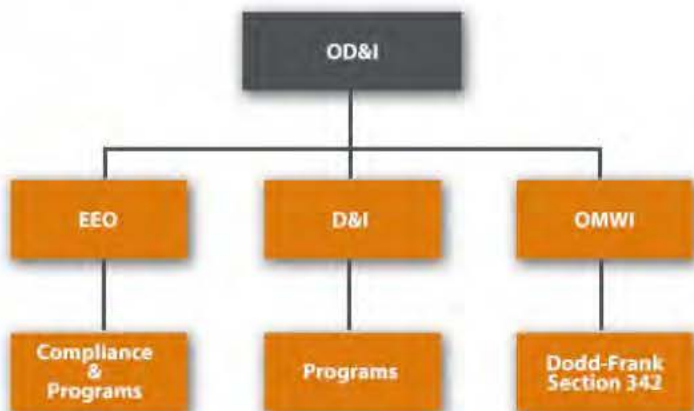 OD&I
EEO
D&I
OMWI
Compliance
&
Programs
Programs
Dodd-Frank
Section 342